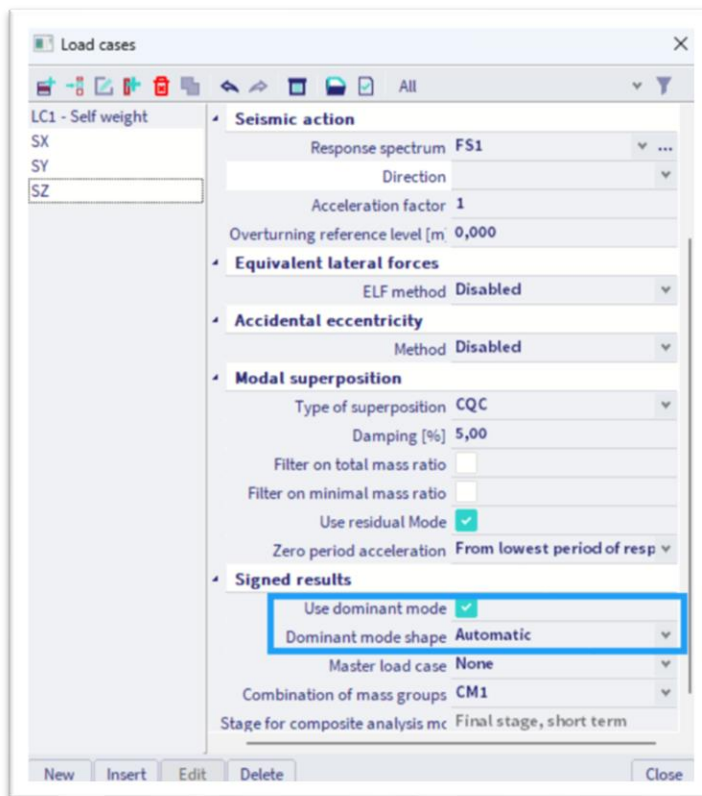 Load cases
All
LC1 - Self weight
SX
SY
SZ
Seismic action
Response spectrum FS1 ...
Direction
Acceleration factor 1
Overturning reference level [m 0,000
Equivalent lateral forces
ELF method Disabled
Accidental eccentricity
Method Disabled
Modal superposition
Type of superposition CQC
Damping [%] 5,00
Filter on total mass ratio
Filter on minimal mass ratio
Use residual Mode
Zero period acceleration From lowest period of resp
Signed results
Use dominant mode
Dominant mode shape Automatic
Master load case None
Combination of mass groups CM1
Stage for composite analysis mc Final stage, short term
New Insert Edit Delete Close